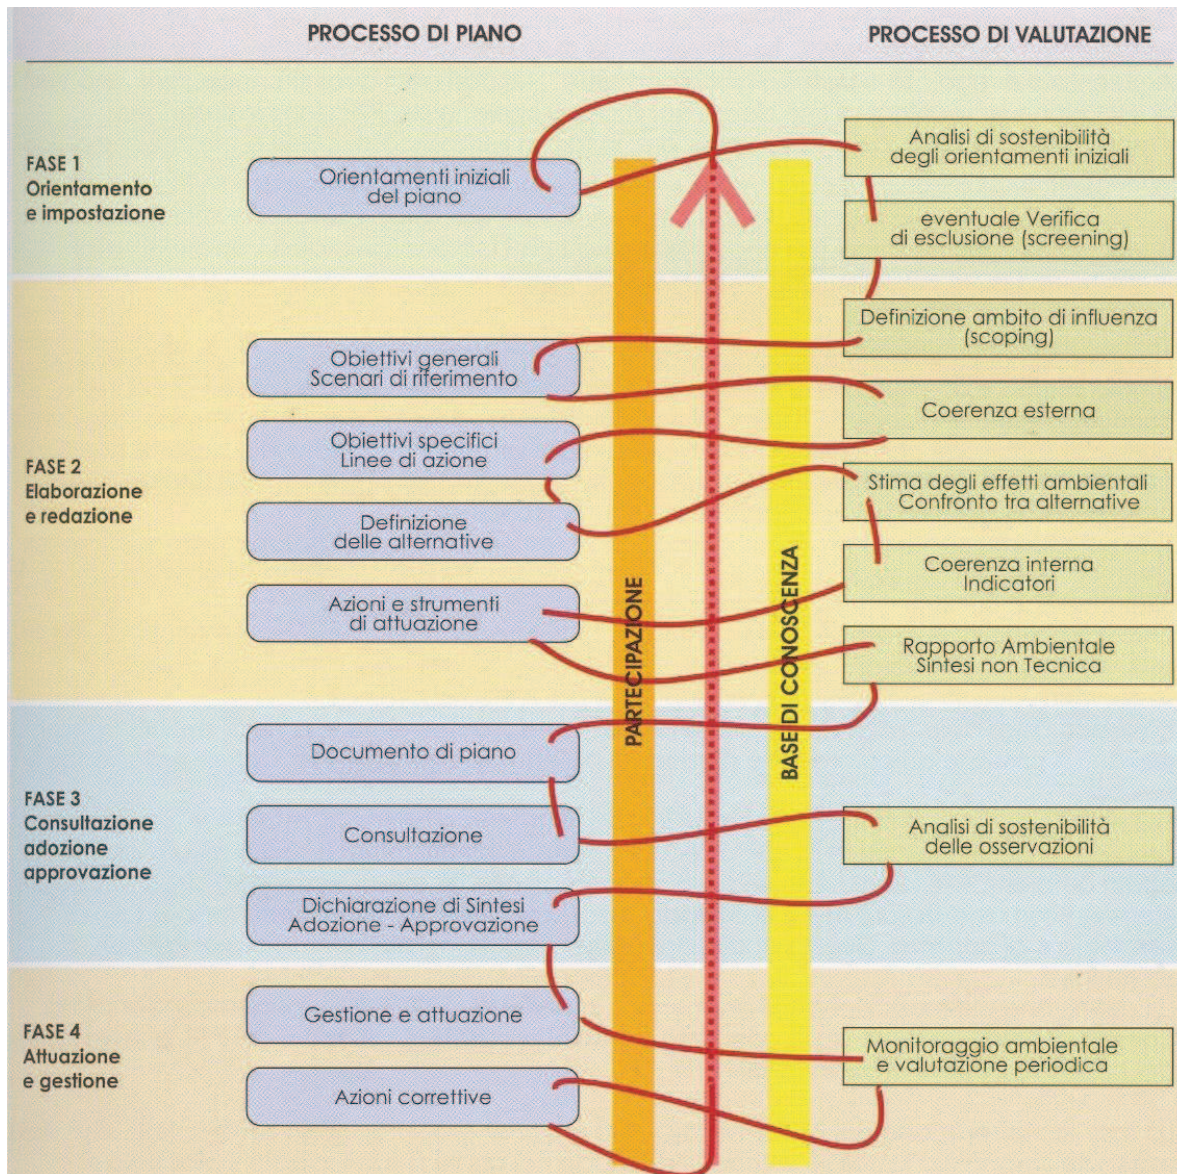 PROCESSO DI PIANO
PROCESSO DI VALUTAZIONE
FASE 1
Orientamento
e impostazione
Orientamenti iniziali
del piano
Analisi di sostenibilità
degli orientamenti iniziali
eventuale Verifica
di esclusione (screening)
FASE 2
Elaborazione
e redazione
Obiettivi generali
Scenari di riferimento
Obiettivi specifici
Linee di azione
Definizione
delle alternative
Azioni e strumenti
di attuazione
Definizione ambito di influenza
(scoping)
Coerenza esterna
Stima degli effetti ambientali
Confronto tra alternative
Coerenza interna
Indicatori
Rapporto Ambientale
Sintesi non Tecnica
PARTECIPAZIONE
BASE DI CONOSCENZA
FASE 3
Consultazione
adozione
approvazione
Documento di piano
Consultazione
Dichiarazione di Sintesi
Adozione - Approvazione
Analisi di sostenibilità
delle osservazioni
FASE 4
Attuazione
e gestione
Gestione e attuazione
Azioni correttive
Monitoraggio ambientale
e valutazione periodica